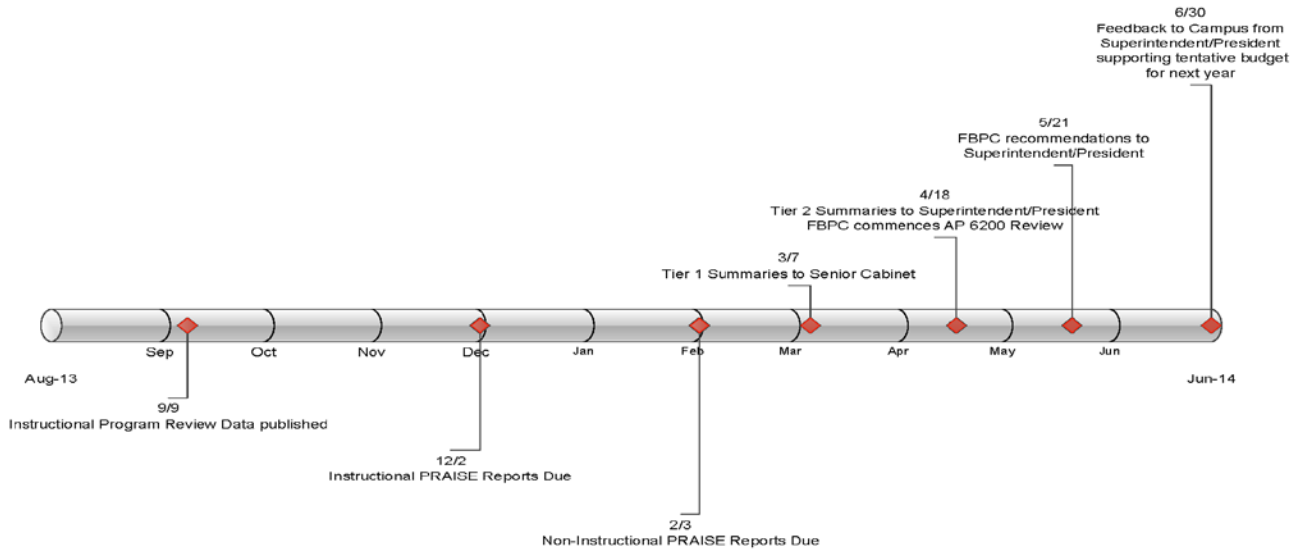 6/30
Feedback to Campus from
Superintendent/President
supporting tentative budget
for next year
5/21
FBPC recommendations to
Superintendent/President
4/18
Tier 2 Summaries to Superintendent/President
FBPC commences AP 6200 Review
3/7
Tier 1 Summaries to Senior Cabinet
Sep Oct Nov Dec Jan Feb Mar Apr May Jun
Aug-13 Jun-14
9/9
Instructional Program Review Data published
12/2
Instructional PRAISE Reports Due
2/3
Non-Instructional PRAISE Reports Due